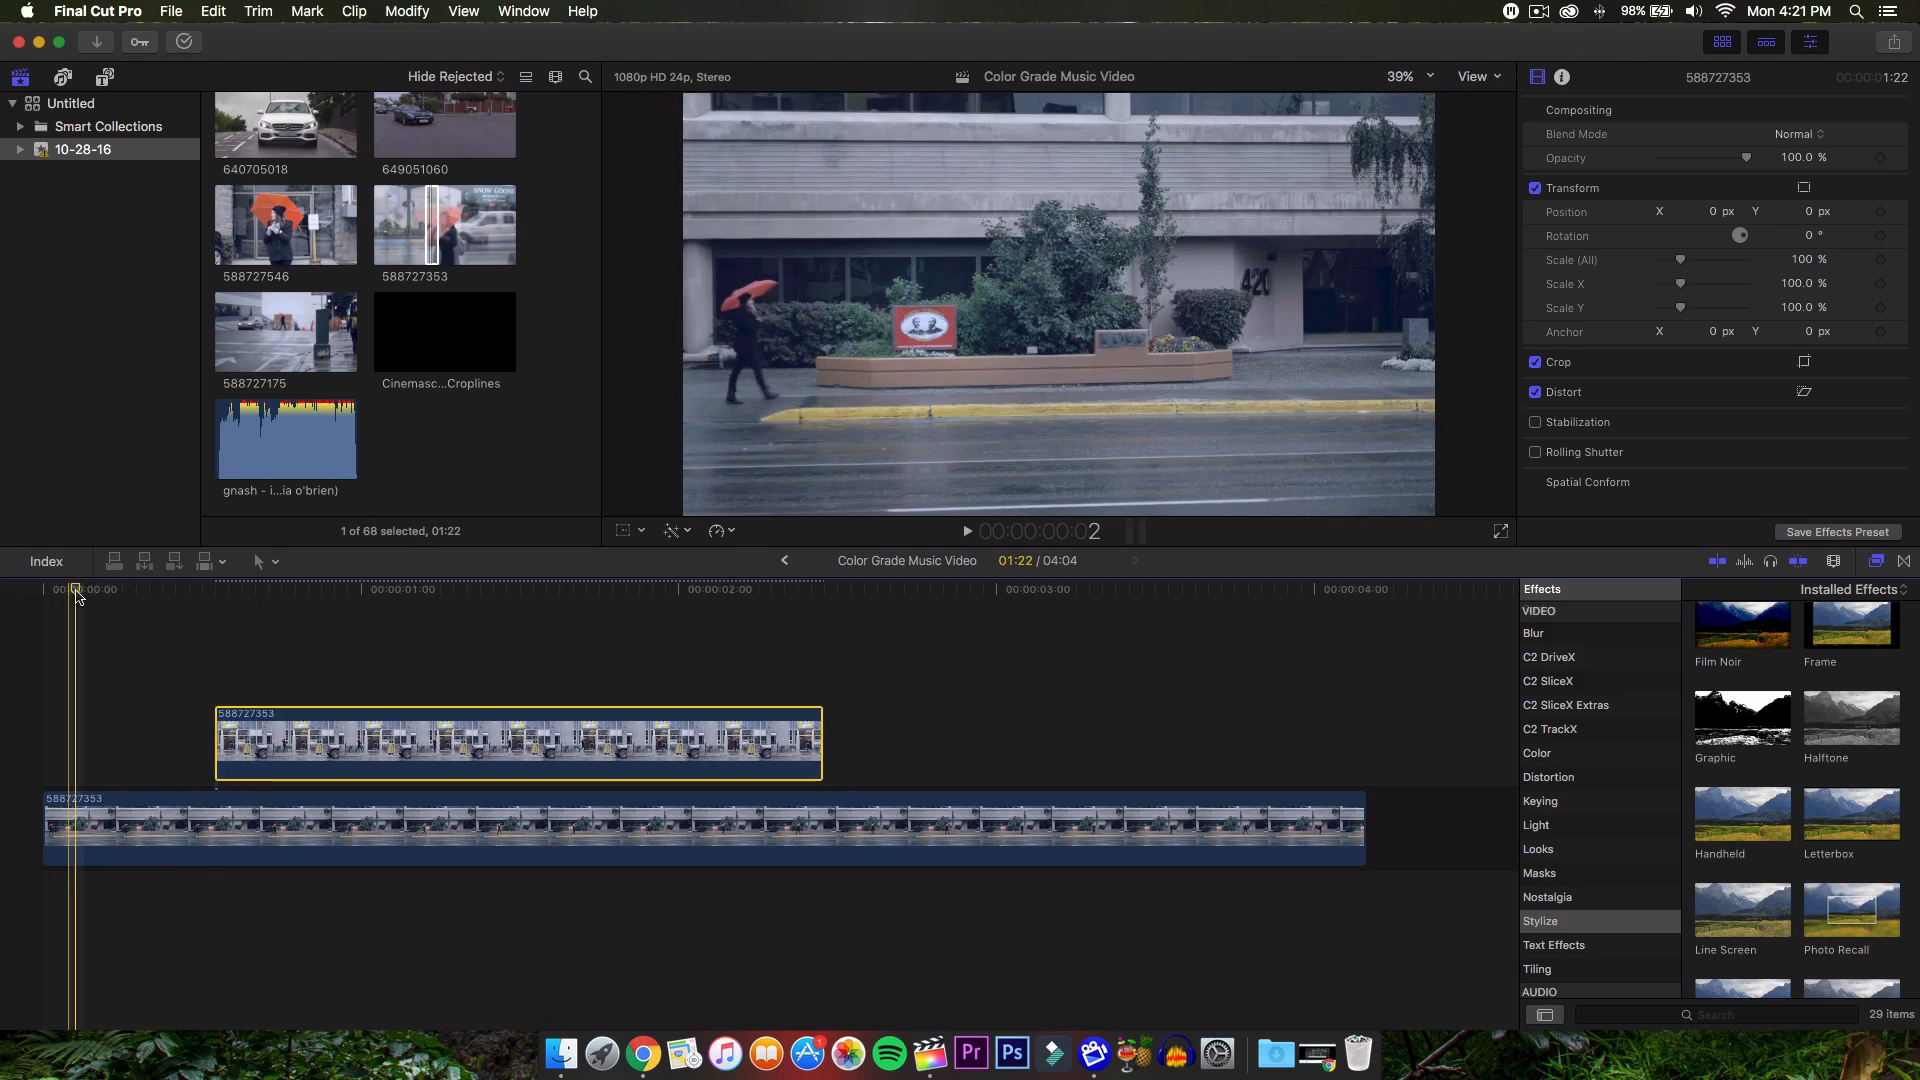 Final Cut Pro File Edit Trim Mark Clip Modify View Window Help
98% Mon 4:21 PM
Hide Rejected
1080p HD 24p, Stereo
Color Grade Music Video
39% View
588727353
1:22
Untitled
Smart Collections
10-28-16
640705018
649051060
588727546
588727353
588727175
Cinemasc...Croplines
gnash - i...ia o'brien)
1 of 68 selected, 01:22
SNOW GOOSE
420
00:00:00:02
Compositing
Blend Mode Normal
Opacity 100.0 %
Transform
Position X 0 px Y 0 px
Rotation 0 °
Scale (All) 100 %
Scale X 100.0 %
Scale Y 100.0 %
Anchor X 0 px Y 0 px
Crop
Distort
Stabilization
Rolling Shutter
Spatial Conform
Save Effects Preset
Index
Color Grade Music Video 01:22 / 04:04
00:00:00:00
00:00:01:00
00:00:02:00
00:00:03:00
00:00:04:00
588727353
588727353
Effects
Installed Effects
VIDEO
Blur
C2 DriveX
C2 SliceX
C2 SliceX Extras
C2 TrackX
Color
Distortion
Keying
Light
Looks
Masks
Nostalgia
Stylize
Text Effects
Tiling
AUDIO
Film Noir
Frame
Graphic
Halftone
Handheld
Letterbox
Line Screen
Photo Recall
Search
29 items
30
1
Pr
Ps